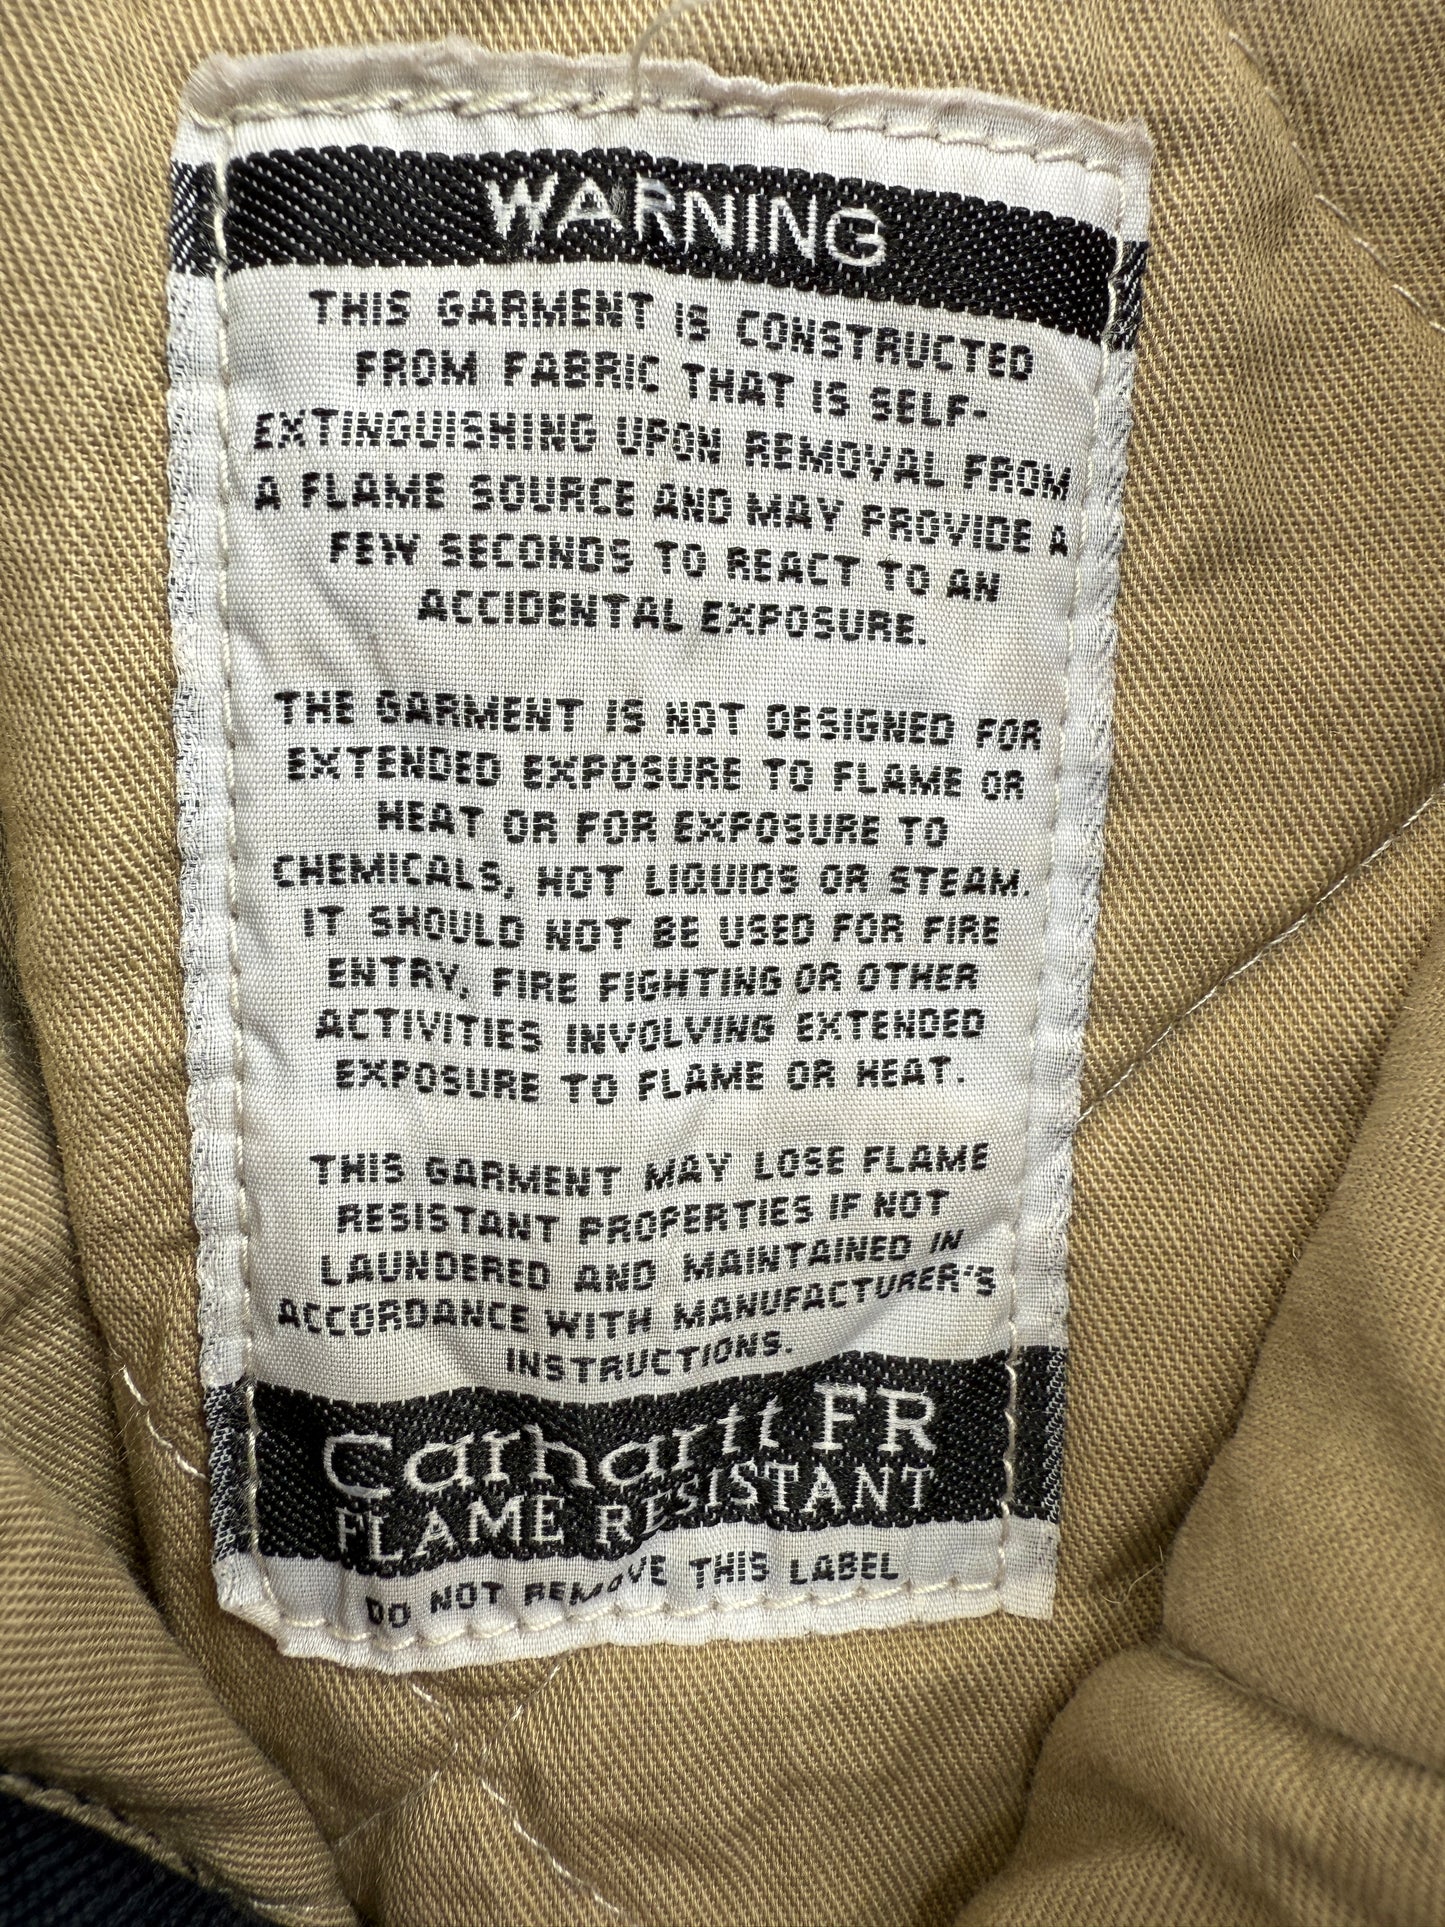 WARNING
THIS GARMENT IS CONSTRUCTED
FROM FABRIC THAT IS SELF-
EXTINGUISHING UPON REMOVAL FROM
A FLAME SOURCE AND MAY PROVIDE A
FEW SECONDS TO REACT TO AN
ACCIDENTAL EXPOSURE.
THE GARMENT IS NOT DESIGNED FOR
EXTENDED EXPOSURE TO FLAME OR
HEAT OR FOR EXPOSURE TO
CHEMICALS, HOT LIQUIDS OR STEAM.
IT SHOULD NOT BE USED FOR FIRE
ENTRY, FIRE FIGHTING OR OTHER
ACTIVITIES INVOLVING EXTENDED
EXPOSURE TO FLAME OR HEAT.
THIS GARMENT MAY LOSE FLAME
RESISTANT PROPERTIES IF NOT
LAUNDERED AND MAINTAINED IN
ACCORDANCE WITH MANUFACTURER'S
INSTRUCTIONS.
Carhartt FR
FLAME RESISTANT
DO NOT REMOVE THIS LABEL